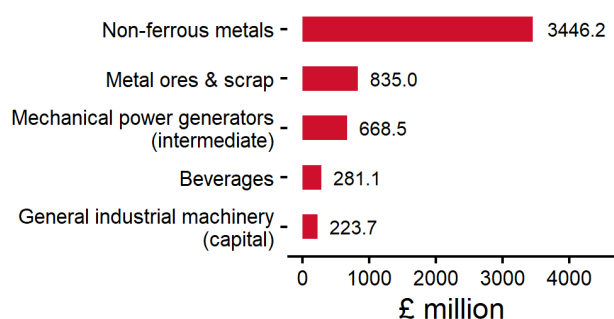 Non-ferrous metals
3446.2
Metal ores & scrap
835.0
Mechanical power generators
(intermediate)
668.5
Beverages
281.1
General industrial machinery
(capital)
223.7
0 1000 2000 3000 4000
£ million